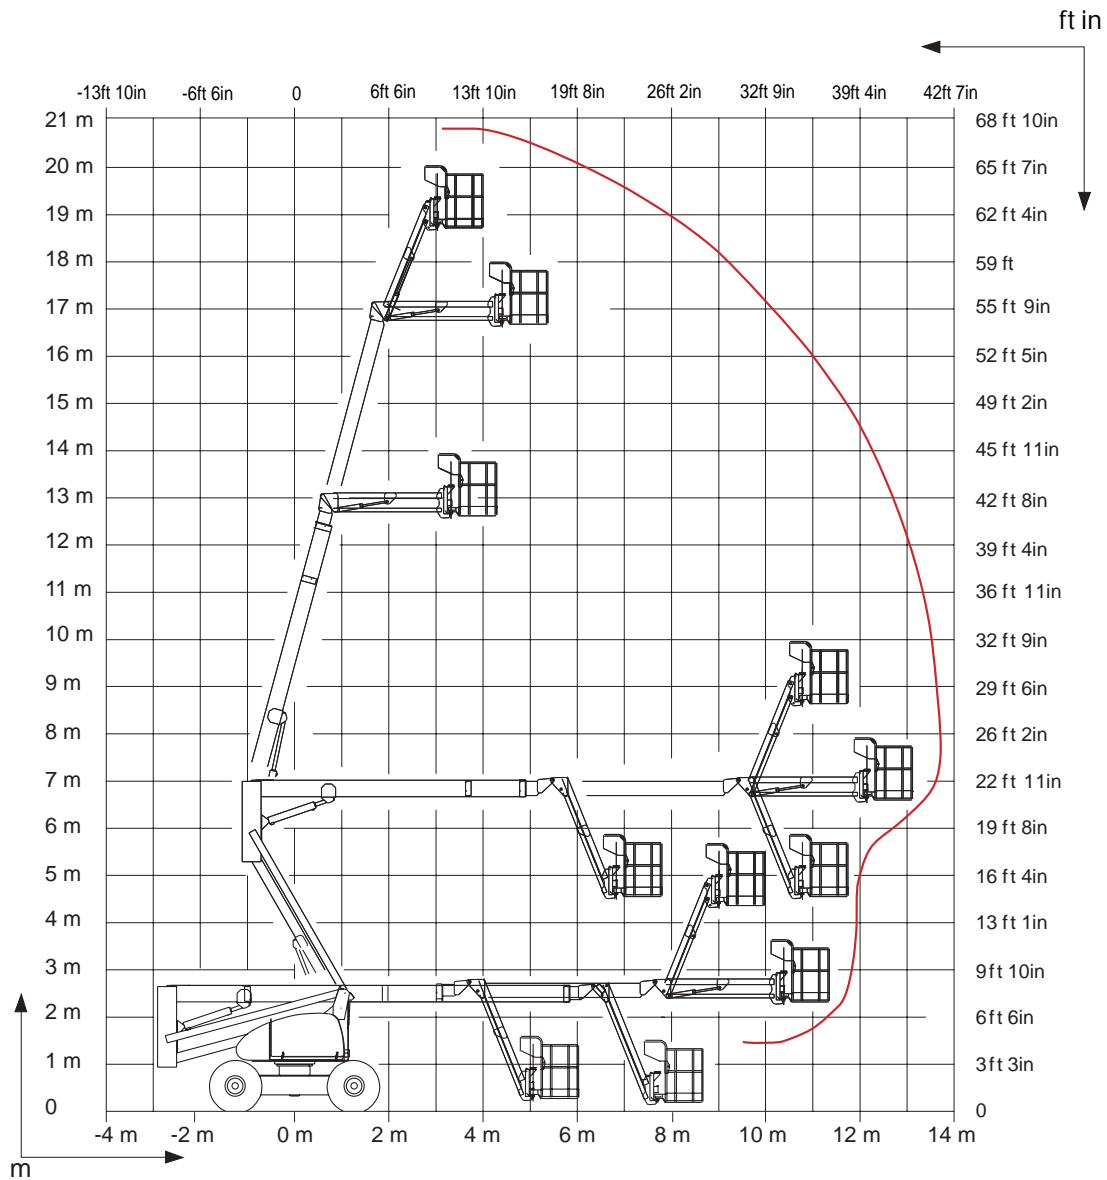 ft in
-13ft 10in -6ft 6in 0 6ft 6in 13ft 10in 19ft 8in 26ft 2in 32ft 9in 39ft 4in 42ft 7in
21 m 68 ft 10in
20 m 65 ft 7in
19 m 62 ft 4in
18 m 59 ft
17 m 55 ft 9in
16 m 52 ft 5in
15 m 49 ft 2in
14 m 45 ft 11in
13 m 42 ft 8in
12 m 39 ft 4in
11 m 36 ft 11in
10 m 32 ft 9in
9 m 29 ft 6in
8 m 26 ft 2in
7 m 22 ft 11in
6 m 19 ft 8in
5 m 16 ft 4in
4 m 13 ft 1in
3 m 9 ft 10in
2 m 6 ft 6in
1 m 3 ft 3in
0 0
-4 m -2 m 0 m 2 m 4 m 6 m 8 m 10 m 12 m 14 m
m